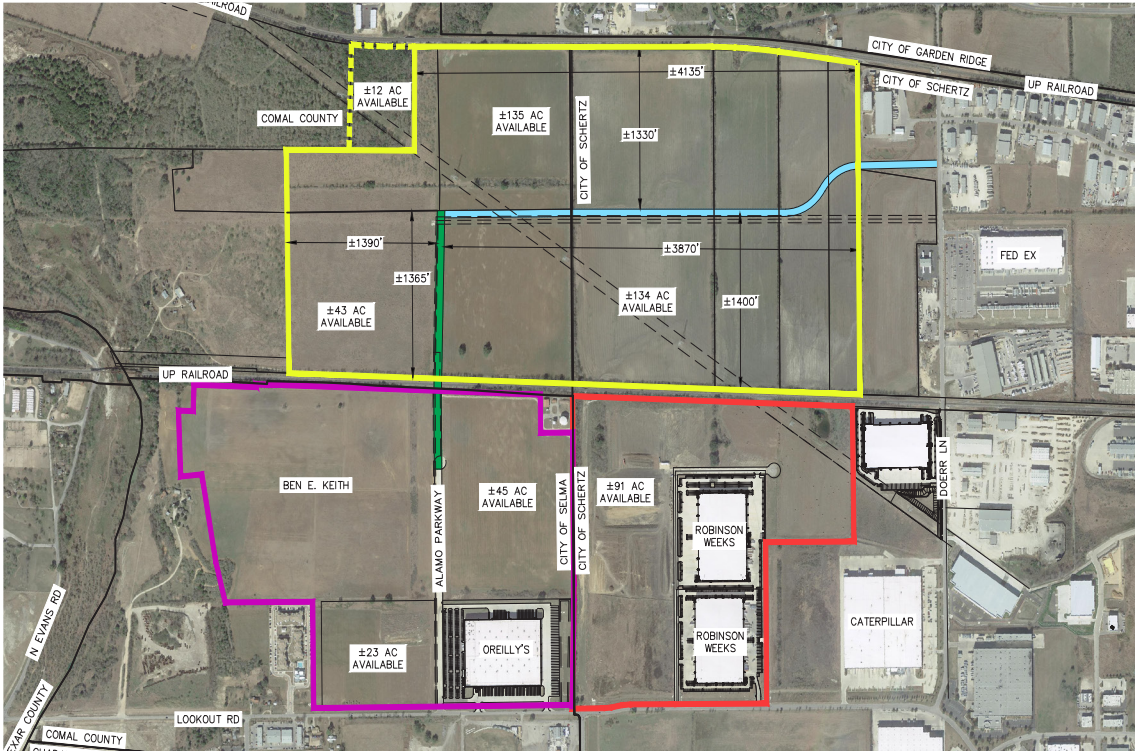 RAILROAD
CITY OF GARDEN RIDGE
CITY OF SCHERTZ
UP RAILROAD
±12 AC
AVAILABLE
COMAL COUNTY
±4135'
±135 AC
AVAILABLE
±1330'
CITY OF SCHERTZ
±1390'
±3870'
FED EX
±1365'
±43 AC
AVAILABLE
±134 AC
AVAILABLE
±1400'
UP RAILROAD
BEN E. KEITH
ALAMO PARKWAY
±45 AC
AVAILABLE
CITY OF SELMA
CITY OF SCHERTZ
±91 AC
AVAILABLE
ROBINSON
WEEKS
DOERR LN
ROBINSON
WEEKS
CATERPILLAR
OREILLY'S
±23 AC
AVAILABLE
N EVANS RD
LOOKOUT RD
EXAR COUNTY
COMAL COUNTY